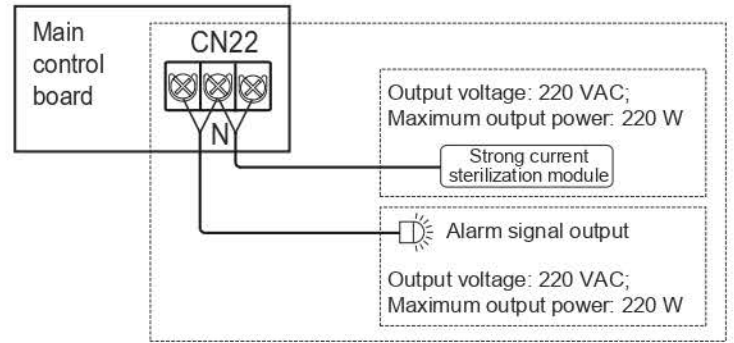 Main
control
board
CN22
N
Output voltage: 220 VAC;
Maximum output power: 220 W
Strong current
sterilization module
Alarm signal output
Output voltage: 220 VAC;
Maximum output power: 220 W